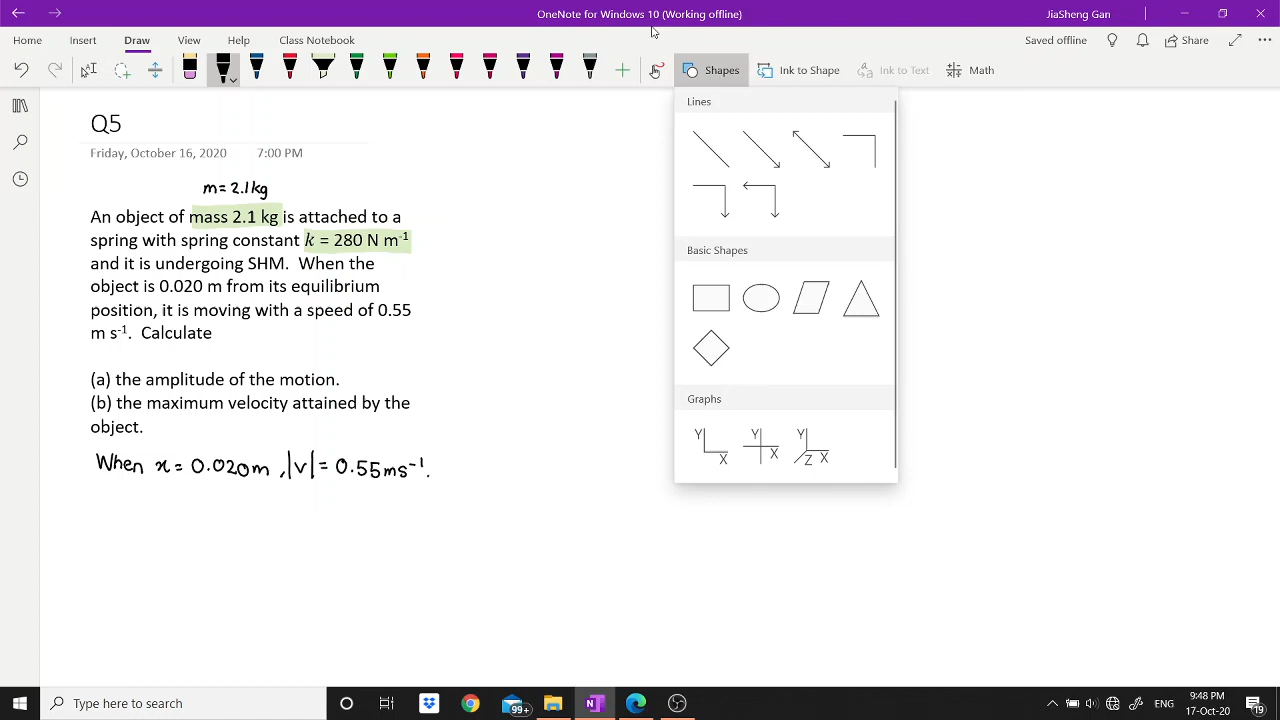 OneNote for Windows 10 (Working offline)
JiaSheng Gan
Home Insert Draw View Help Class Notebook
Saved offline
Share
Shapes
Ink to Shape
Ink to Text
Math
Q5
Friday, October 16, 2020 7:00 PM
m = 2.1kg
An object of mass 2.1 kg is attached to a
spring with spring constant k = 280 N m⁻¹
and it is undergoing SHM. When the
object is 0.020 m from its equilibrium
position, it is moving with a speed of 0.55
m s⁻¹. Calculate
(a) the amplitude of the motion.
(b) the maximum velocity attained by the
object.
When x = 0.020m , |v| = 0.55ms⁻¹.
Lines
Basic Shapes
Graphs
Y X
Y X
Y Z X
Type here to search
99+
ENG
9:48 PM
17-Oct-20
19